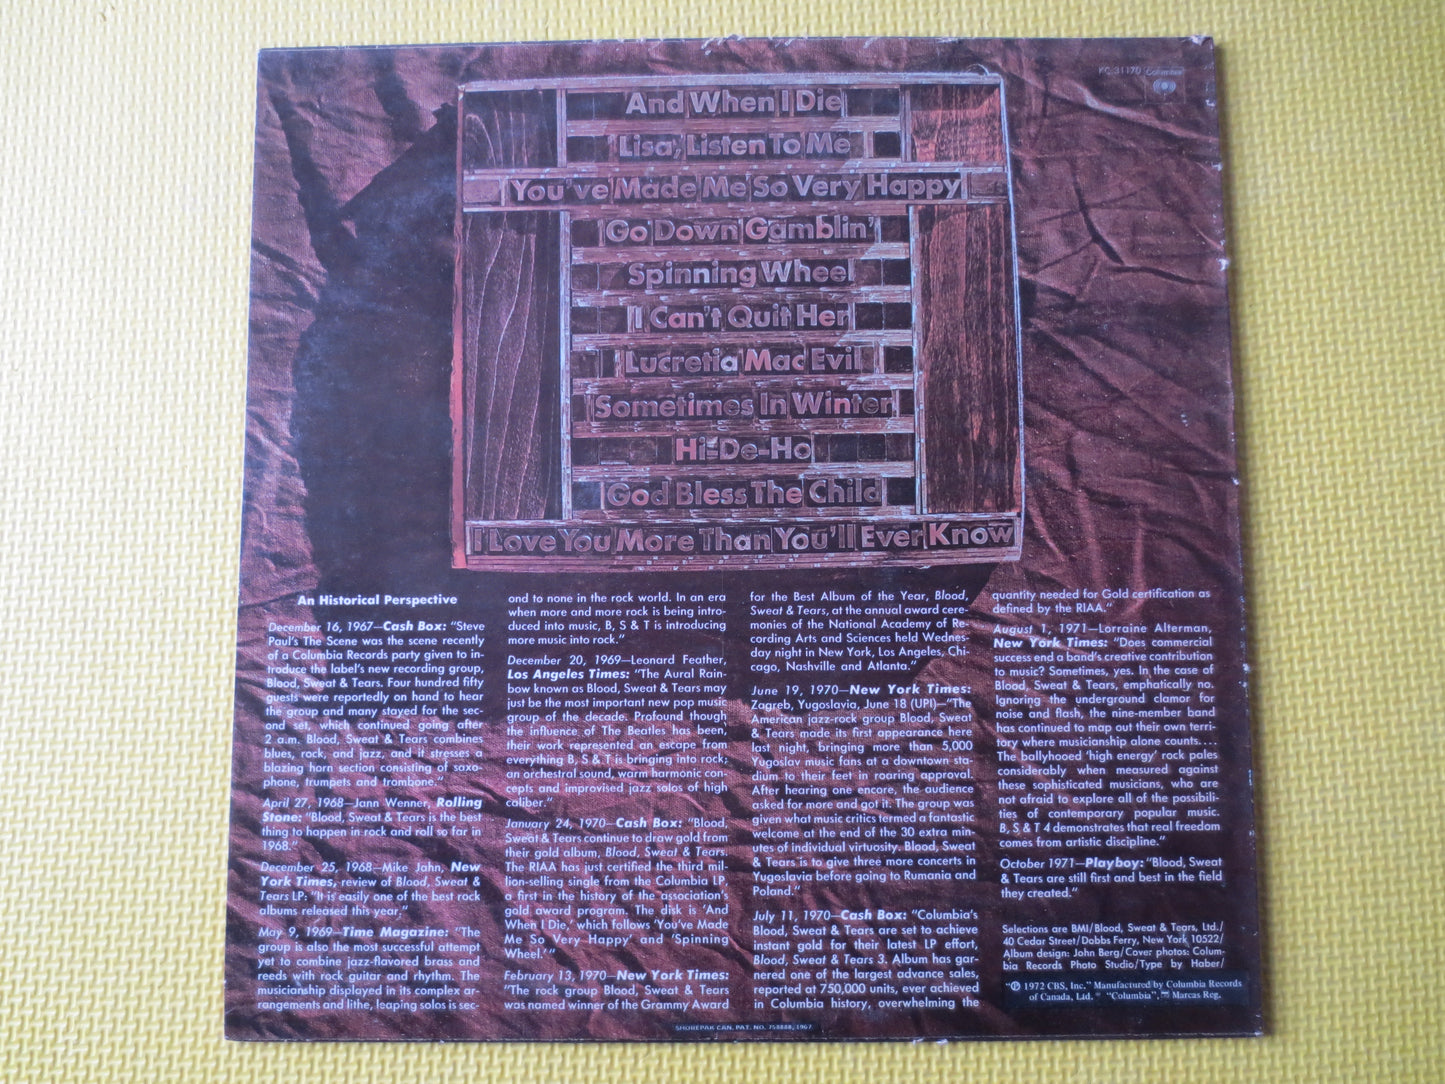 KC 31170 Columbia
And When I Die
Lisa, Listen To Me
You've Made Me So Very Happy
Go Down Gamblin'
Spinning Wheel
I Can't Quit Her
Lucretia Mac Evil
Sometimes In Winter
Hi-De-Ho
God Bless The Child
I Love You More Than You'll Ever Know
An Historical Perspective
December 16, 1967—Cash Box: "Steve
Paul's The Scene was the scene recently
of a Columbia Records party given to in-
troduce the label's new recording group,
Blood, Sweat & Tears. Four hundred fifty
guests were reportedly on hand to hear
the group and many stayed for the sec-
ond set, which continued going after
2 a.m. Blood, Sweat & Tears combines
blues, rock, and jazz, and it stresses a
blazing horn section consisting of saxo-
phone, trumpets and trombone."
April 27, 1968—Jann Wenner, Rolling
Stone: "Blood, Sweat & Tears is the best
thing to happen in rock and roll so far in
1968."
December 25, 1968—Mike Jahn, New
York Times, review of Blood, Sweat &
Tears LP: "It is easily one of the best rock
albums released this year."
May 9, 1969—Time Magazine: "The
group is also the most successful attempt
yet to combine jazz-flavored brass and
reeds with rock guitar and rhythm. The
musicianship displayed in its complex ar-
rangements and lithe, leaping solos is sec-
ond to none in the rock world. In an era
when more and more rock is being intro-
duced into music, B, S & T is introducing
more music into rock."
December 20, 1969—Leonard Feather,
Los Angeles Times: "The Aural Rain-
bow known as Blood, Sweat & Tears may
just be the most important new pop music
group of the decade. Profound though
the influence of The Beatles has been,
their work represented an escape from
everything B, S & T is bringing into rock;
an orchestral sound, warm harmonic con-
cepts and improvised jazz solos of high
caliber."
January 24, 1970—Cash Box: "Blood,
Sweat & Tears continue to draw gold from
their gold album, Blood, Sweat & Tears.
The RIAA has just certified the third mil-
lion-selling single from the Columbia LP,
a first in the history of the association's
gold award program. The disk is 'And
When I Die,' which follows 'You've Made
Me So Very Happy' and 'Spinning
Wheel.'"
February 13, 1970—New York Times:
"The rock group Blood, Sweat & Tears
was named winner of the Grammy Award
for the Best Album of the Year, Blood,
Sweat & Tears, at the annual award cere-
monies of the National Academy of Re-
cording Arts and Sciences held Wednes-
day night in New York, Los Angeles, Chi-
cago, Nashville and Atlanta."
June 19, 1970—New York Times:
Zagreb, Yugoslavia, June 18 (UPI)—"The
American jazz-rock group Blood, Sweat
& Tears made its first appearance here
last night, bringing more than 5,000
Yugoslav music fans at a downtown sta-
dium to their feet in roaring approval.
After hearing one encore, the audience
asked for more and got it. The group was
given what music critics termed a fantastic
welcome at the end of the 30 extra min
utes of individual virtuosity. Blood, Sweat
& Tears is to give three more concerts in
Yugoslavia before going to Rumania and
Poland."
July 11, 1970—Cash Box: "Columbia's
Blood, Sweat & Tears are set to achieve
instant gold for their latest LP effort,
Blood, Sweat & Tears 3. Album has gar-
nered one of the largest advance sales,
reported at 750,000 units, ever achieved
in Columbia history, overwhelming the
quantity needed for Gold certification as
defined by the RIAA."
August 1, 1971—Lorraine Alterman,
New York Times: "Does commercial
success end a band's creative contribution
to music? Sometimes, yes. In the case of
Blood, Sweat & Tears, emphatically no.
Ignoring the underground clamor for
noise and flash, the nine-member band
has continued to map out their own terri-
tory where musicianship alone counts....
The ballyhooed 'high energy' rock pales
considerably when measured against
these sophisticated musicians, who are
not afraid to explore all of the possibili-
ties of contemporary popular music.
B, S & T 4 demonstrates that real freedom
comes from artistic discipline."
October 1971—Playboy: "Blood, Sweat
& Tears are still first and best in the field
they created."
Selections are BMI/Blood, Sweat & Tears, Ltd./
40 Cedar Street/Dobbs Ferry, New York 10522/
Album design: John Berg/Cover photos: Colum-
bia Records Photo Studio/Type by Haber/
"℗ 1972 CBS, Inc." Manufactured by Columbia Records
of Canada, Ltd. ® "Columbia", Marcas Reg.
SHOREPAK CAN. PAT. NO. 758888, 1967